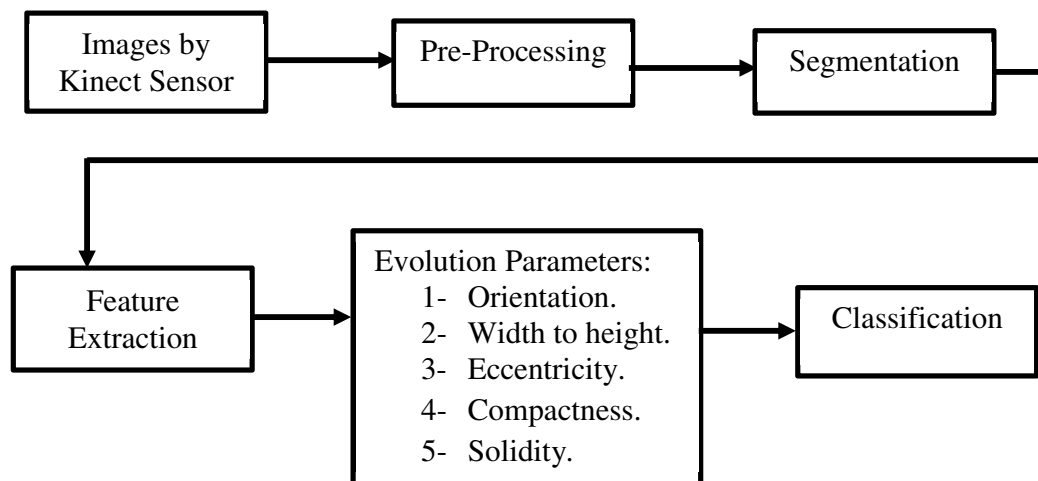 Images by
Kinect Sensor
Pre-Processing
Segmentation
Feature
Extraction
Evolution Parameters:
1- Orientation.
2- Width to height.
3- Eccentricity.
4- Compactness.
5- Solidity.
Classification